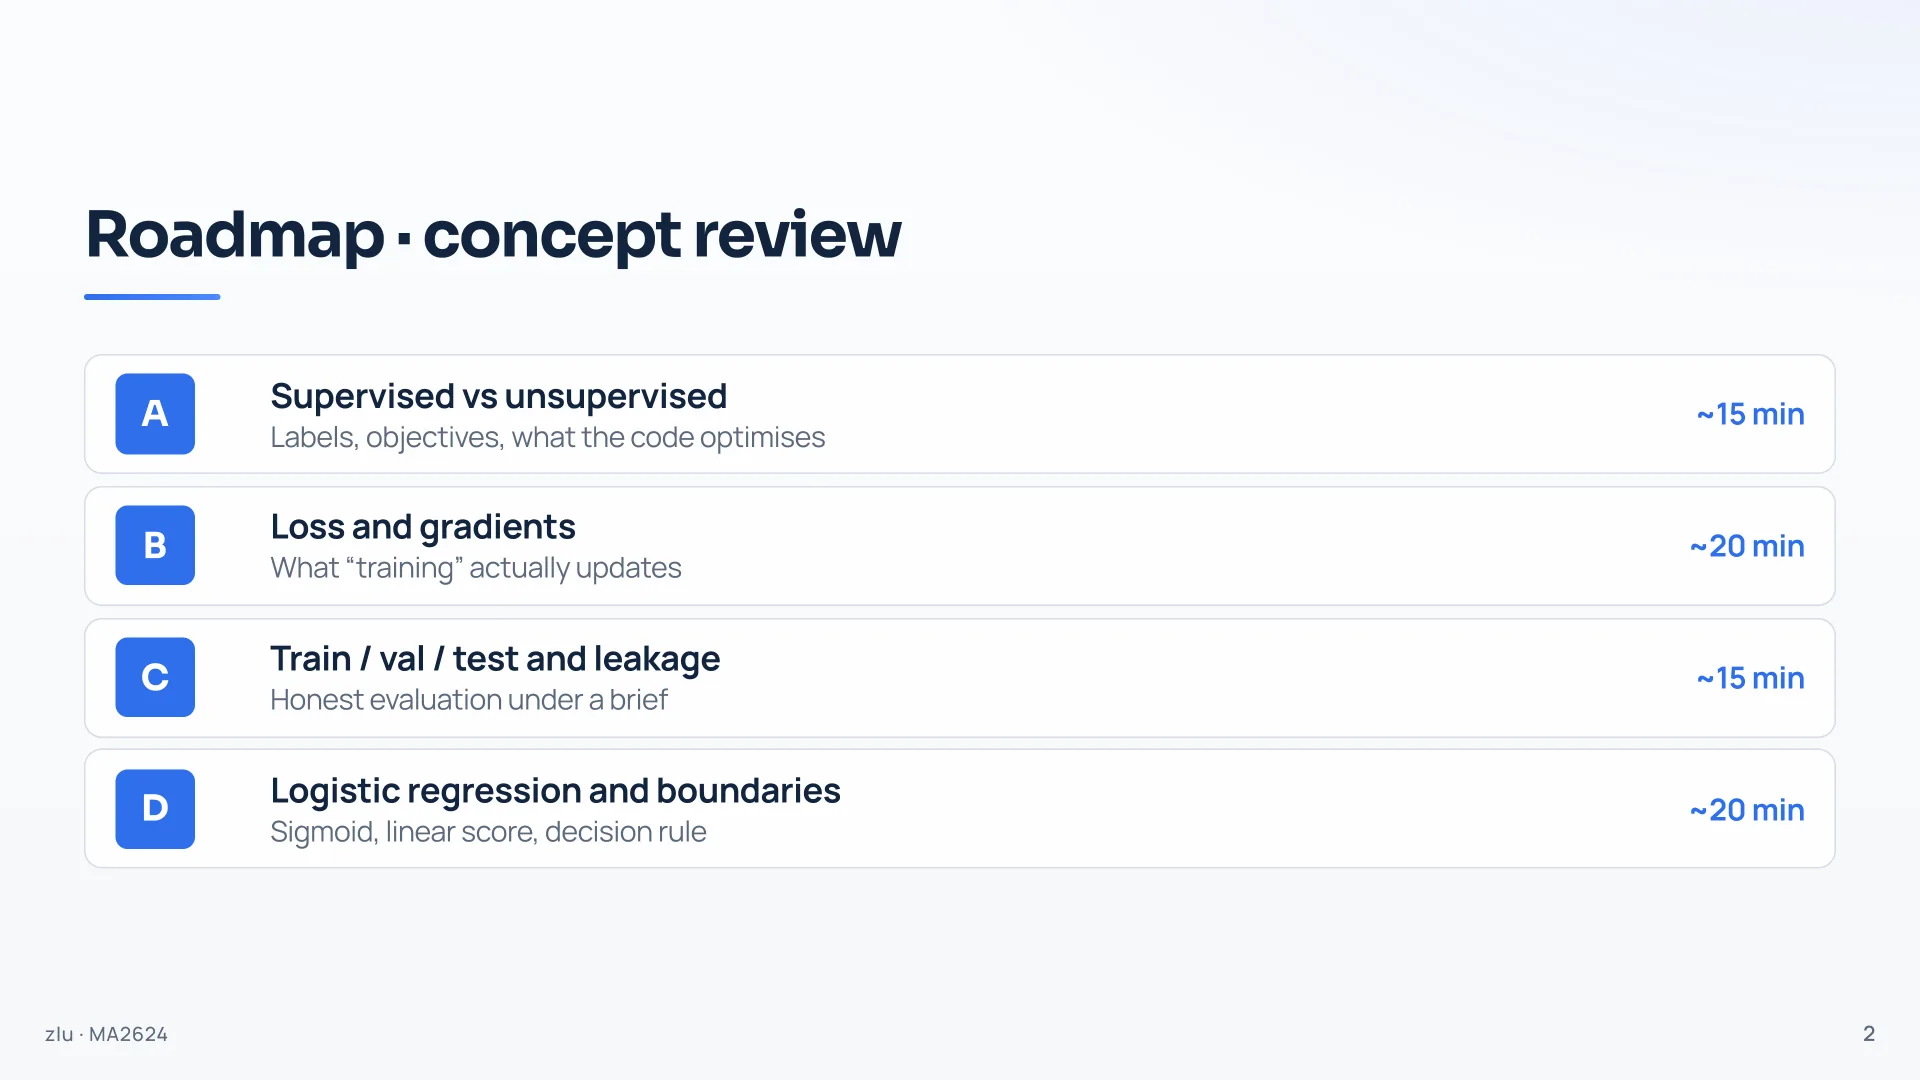 Roadmap · concept review
A
Supervised vs unsupervised
Labels, objectives, what the code optimises
~15 min
B
Loss and gradients
What “training” actually updates
~20 min
C
Train / val / test and leakage
Honest evaluation under a brief
~15 min
D
Logistic regression and boundaries
Sigmoid, linear score, decision rule
~20 min
zlu · MA2624
2